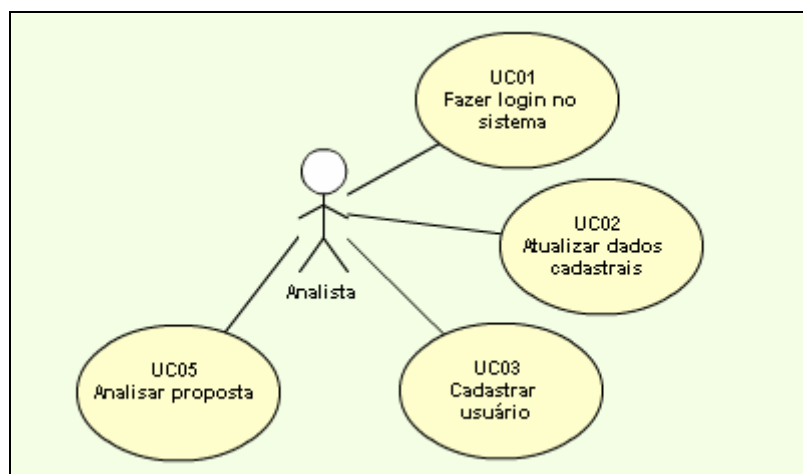 UC01
Fazer login no
sistema
UC02
Atualizar dados
cadastrais
Analista
UC05
Analisar proposta
UC03
Cadastrar
usuário